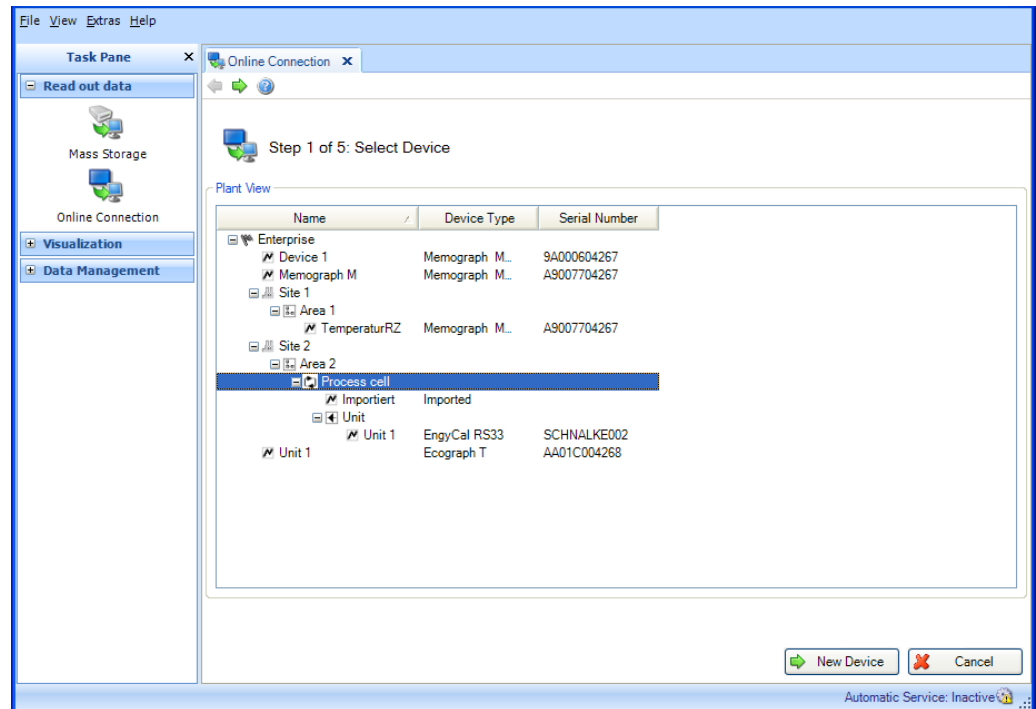 File View Extras Help
Task Pane
Online Connection
Read out data
Mass Storage
Online Connection
Visualization
Data Management
Step 1 of 5: Select Device
Plant View
Name Device Type Serial Number
Enterprise
Device 1 Memograph M... 9A000604267
Memograph M Memograph M... A9007704267
Site 1
Area 1
TemperaturRZ Memograph M... A9007704267
Site 2
Area 2
Process cell
Importiert Imported
Unit
Unit 1 EngyCal RS33 SCHNALKE002
Unit 1 Ecograph T AA01C004268
New Device Cancel
Automatic Service: Inactive